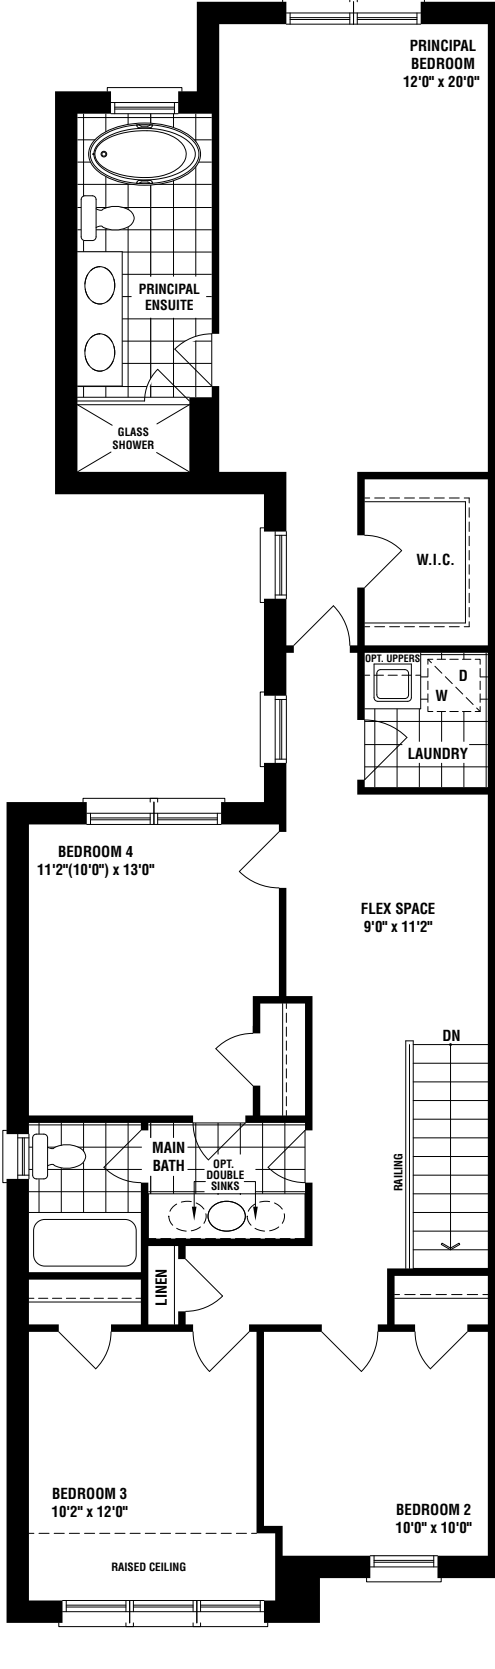 PRINCIPAL
BEDROOM
12'0" x 20'0"
PRINCIPAL
ENSUITE
GLASS
SHOWER
W.I.C.
OPT. UPPERS
D
W
LAUNDRY
BEDROOM 4
11'2"(10'0") x 13'0"
FLEX SPACE
9'0" x 11'2"
DN
RAILING
MAIN
BATH
OPT.
DOUBLE
SINKS
LINEN
BEDROOM 3
10'2" x 12'0"
BEDROOM 2
10'0" x 10'0"
RAISED CEILING